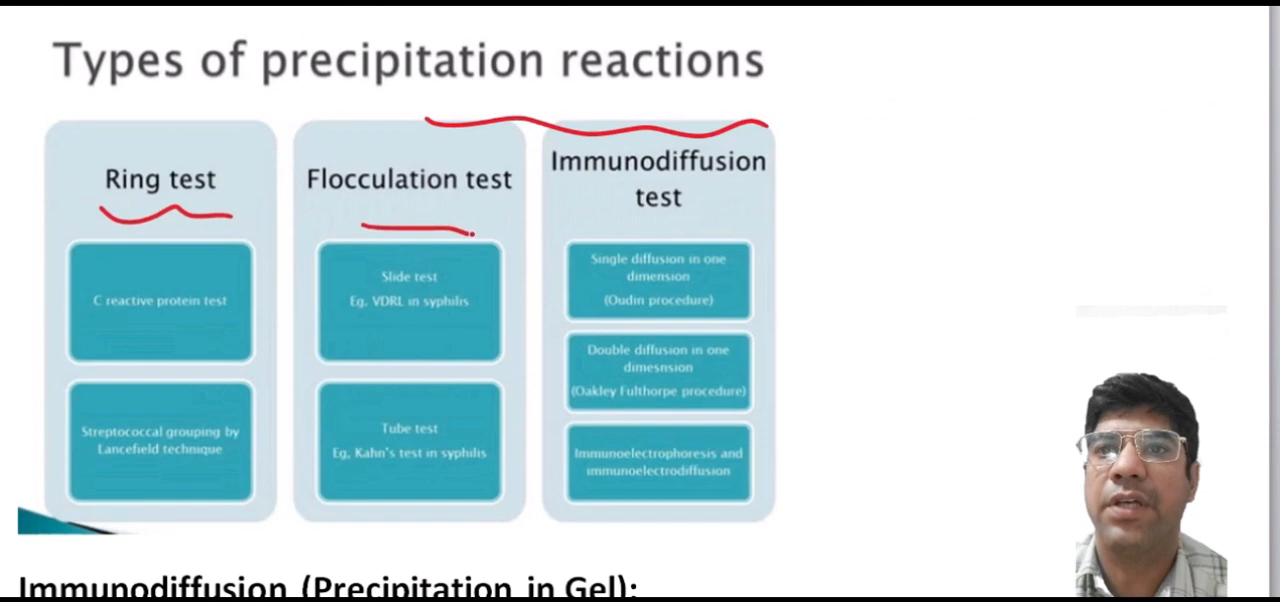 Types of precipitation reactions
Ring test
C reactive protein test
Streptococcal grouping by
Lancefield technique
Flocculation test
Slide test
Eg, VDRL in syphilis
Tube test
Eg, Kahn's test in syphilis
Immunodiffusion
test
Single diffusion in one
dimension
(Oudin procedure)
Double diffusion in one
dimesnsion
(Oakley Fulthorpe procedure)
Immunoelectrophoresis and
immunoelectrodiffusion
Immunodiffusion (Precipitation in Gel):